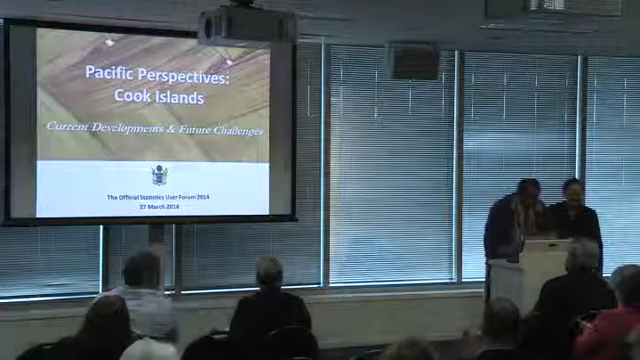 Pacific Perspectives:
Cook Islands
Current Developments & Future Challenges
The Official Statistics User Forum 2014
27 March 2014